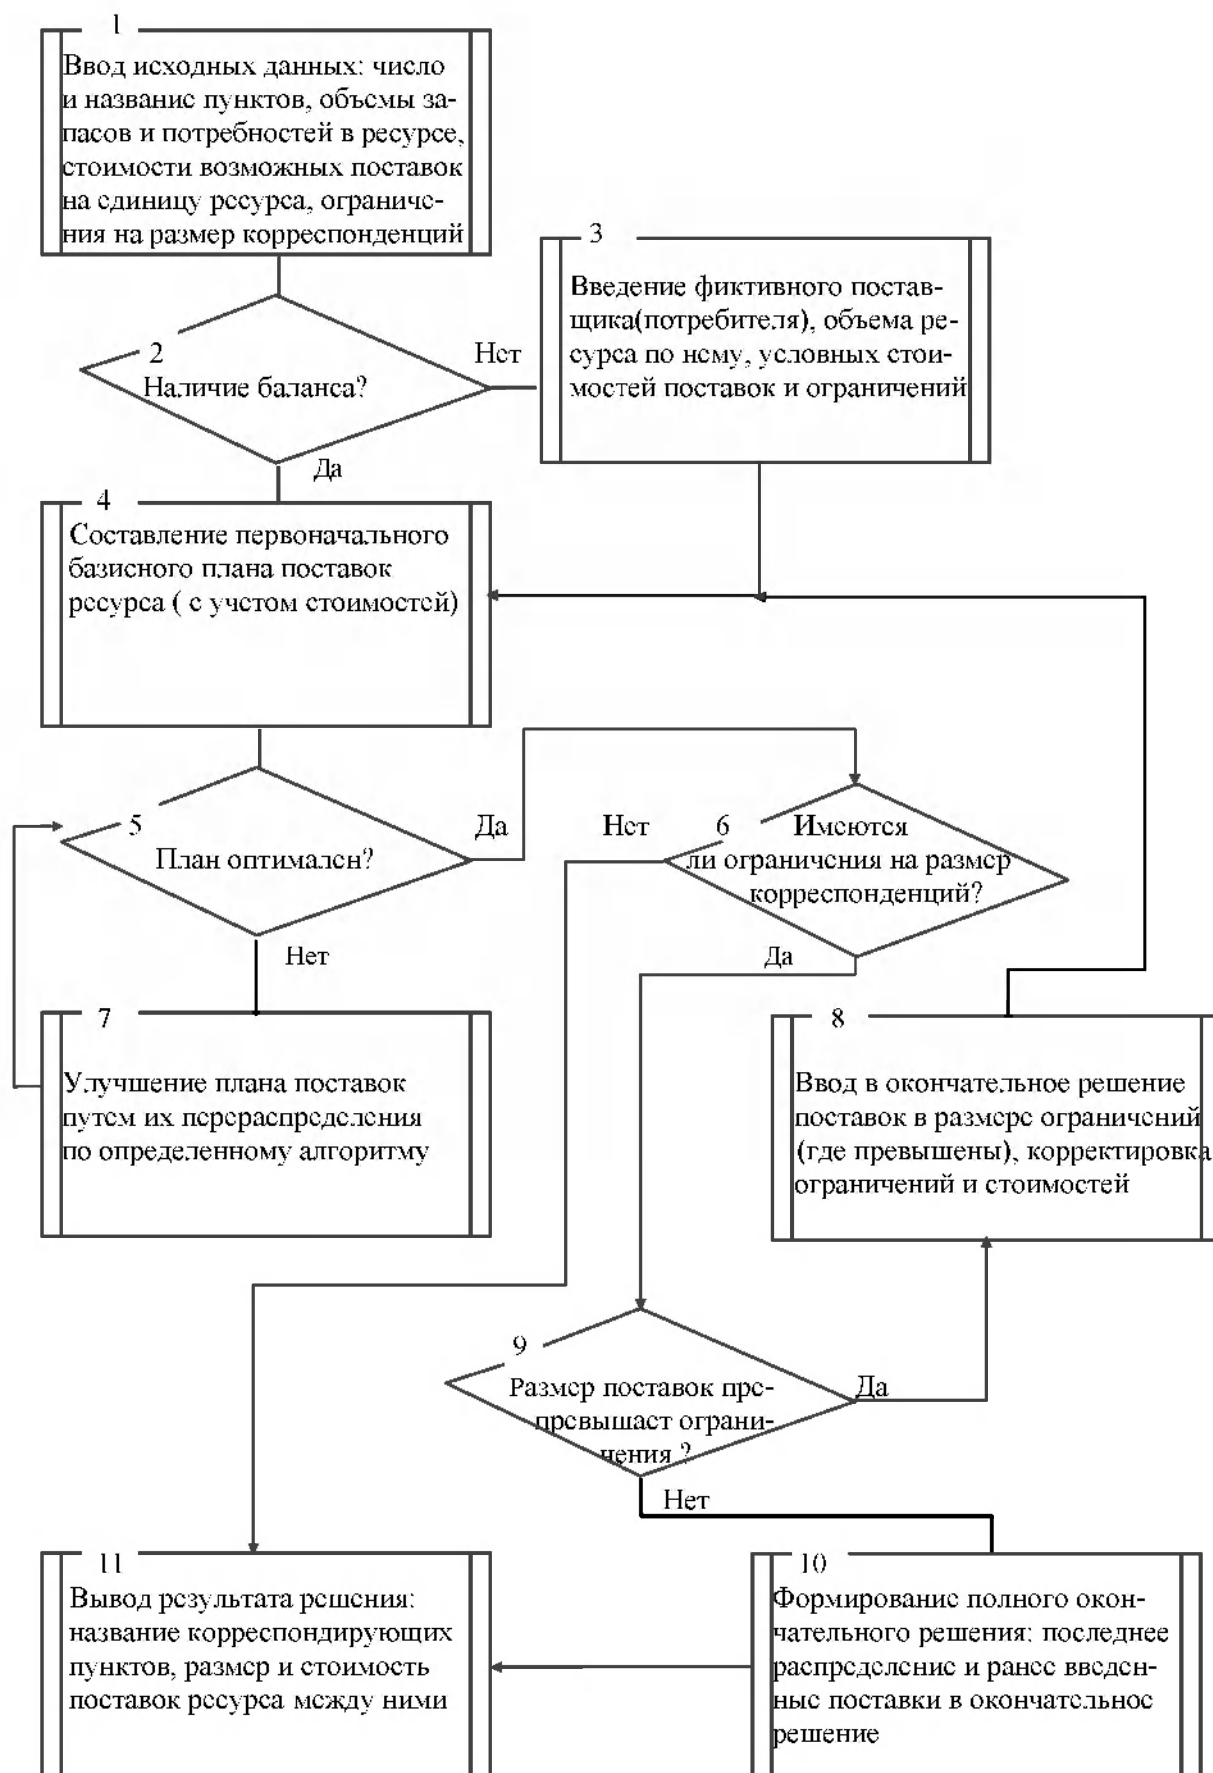 1
Ввод исходных данных: число
и название пунктов, объемы за-
пасов и потребностей в ресурсе,
стоимости возможных поставок
на единицу ресурса, ограниче-
ния на размер корреспонденций
2
Наличие баланса?
Нет
Да
3
Введение фиктивного постав-
щика(потребителя), объема ре-
сурса по нему, условных стои-
мостей поставок и ограничений
4
Составление первоначального
базисного плана поставок
ресурса ( с учетом стоимостей)
5
План оптимален?
Да
Нет
Нет
6
Имеются
ли ограничения на размер
корреспонденций?
Да
7
Улучшение плана поставок
путем их перераспределения
по определенному алгоритму
8
Ввод в окончательное решение
поставок в размере ограничений
(где превышены), корректировка
ограничений и стоимостей
9
Размер поставок пре-
превышает ограни-
чения ?
Да
Нет
11
Вывод результата решения:
название корреспондирующих
пунктов, размер и стоимость
поставок ресурса между ними
10
Формирование полного окон-
чательного решения: последнее
распределение и ранее введен-
ные поставки в окончательное
решение